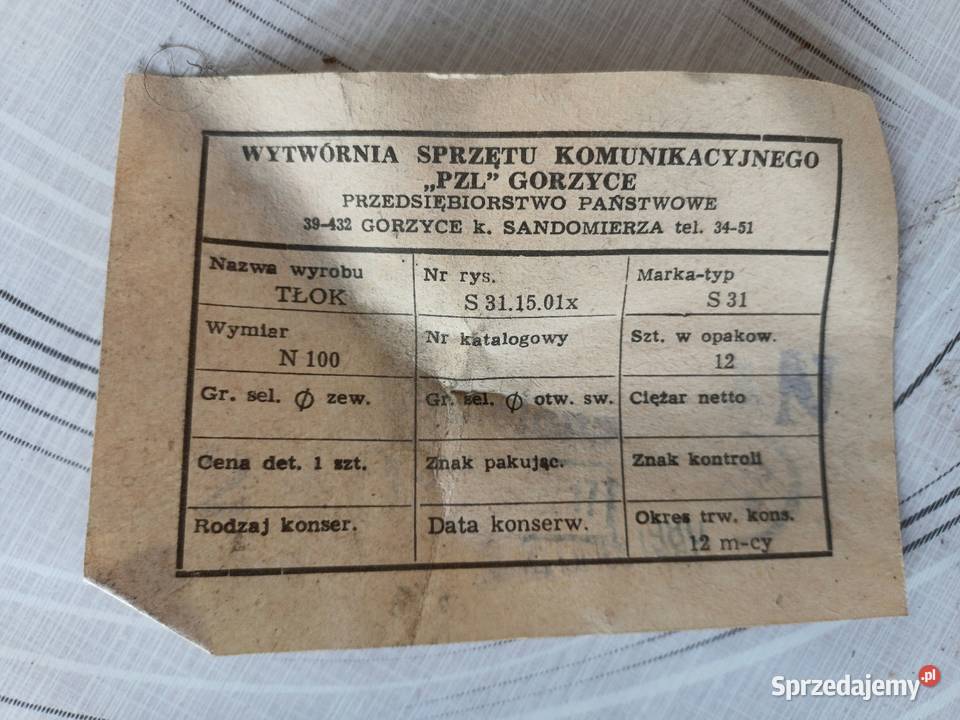 WYTWÓRNIA SPRZĘTU KOMUNIKACYJNEGO
„PZL” GORZYCE
PRZEDSIĘBIORSTWO PAŃSTWOWE
39-432 GORZYCE k. SANDOMIERZA tel. 34-51
Nazwa wyrobu
TŁOK
Nr rys.
S 31.15.01x
Marka-typ
S 31
Wymiar
N 100
Nr katalogowy
Szt. w opakow.
12
Gr. sel. ∅ zew.
Gr. sel. ∅ otw. sw.
Ciężar netto
Cena det. 1 szt.
Znak pakując.
Znak kontroli
Rodzaj konser.
Data konserw.
Okres trw. kons.
12 m-cy
Sprzedajemy.pl